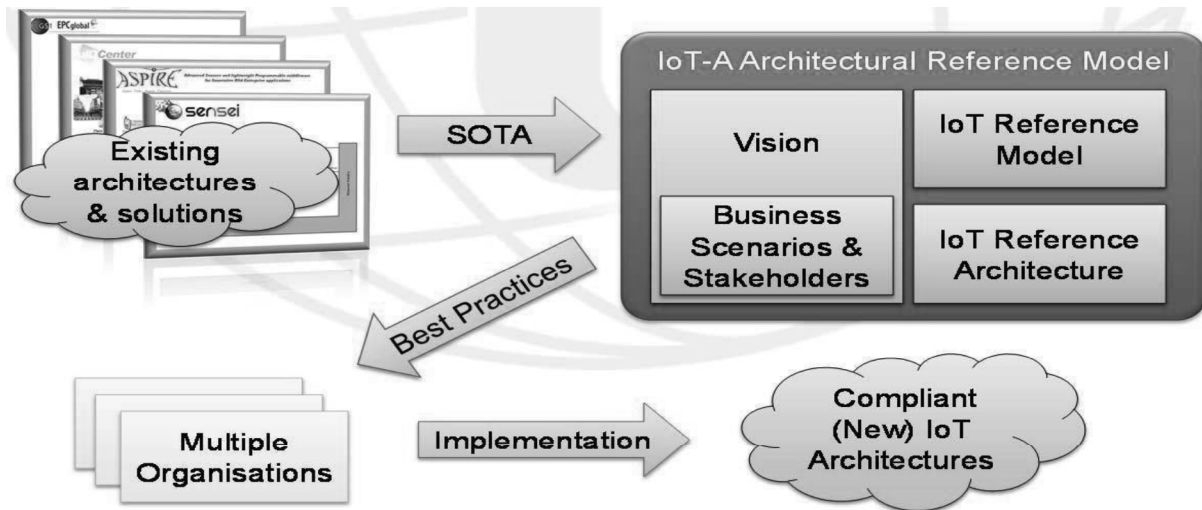 EPCglobal
Center
ASPIRE
sensei
Existing
architectures
& solutions
SOTA
IoT-A Architectural Reference Model
Vision
Business
Scenarios &
Stakeholders
IoT Reference
Model
IoT Reference
Architecture
Best Practices
Multiple
Organisations
Implementation
Compliant
(New) IoT
Architectures